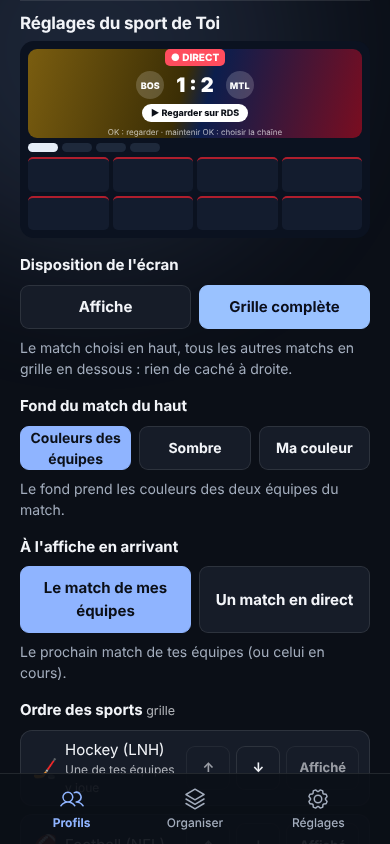 Réglages du sport de Toi
DIRECT
BOS 1 : 2 MTL
▶ Regarder sur RDS
OK : regarder · maintenir OK : choisir la chaîne
Disposition de l'écran
Affiche Grille complète
Le match choisi en haut, tous les autres matchs en
grille en dessous : rien de caché à droite.
Fond du match du haut
Couleurs des
équipes
Sombre Ma couleur
Le fond prend les couleurs des deux équipes du
match.
À l'affiche en arrivant
Le match de mes
équipes
Un match en direct
Le prochain match de tes équipes (ou celui en
cours).
Ordre des sports grille
Hockey (LNH)
Une de tes équipes
↑ ↓ Affiché
Profils Organiser Réglages